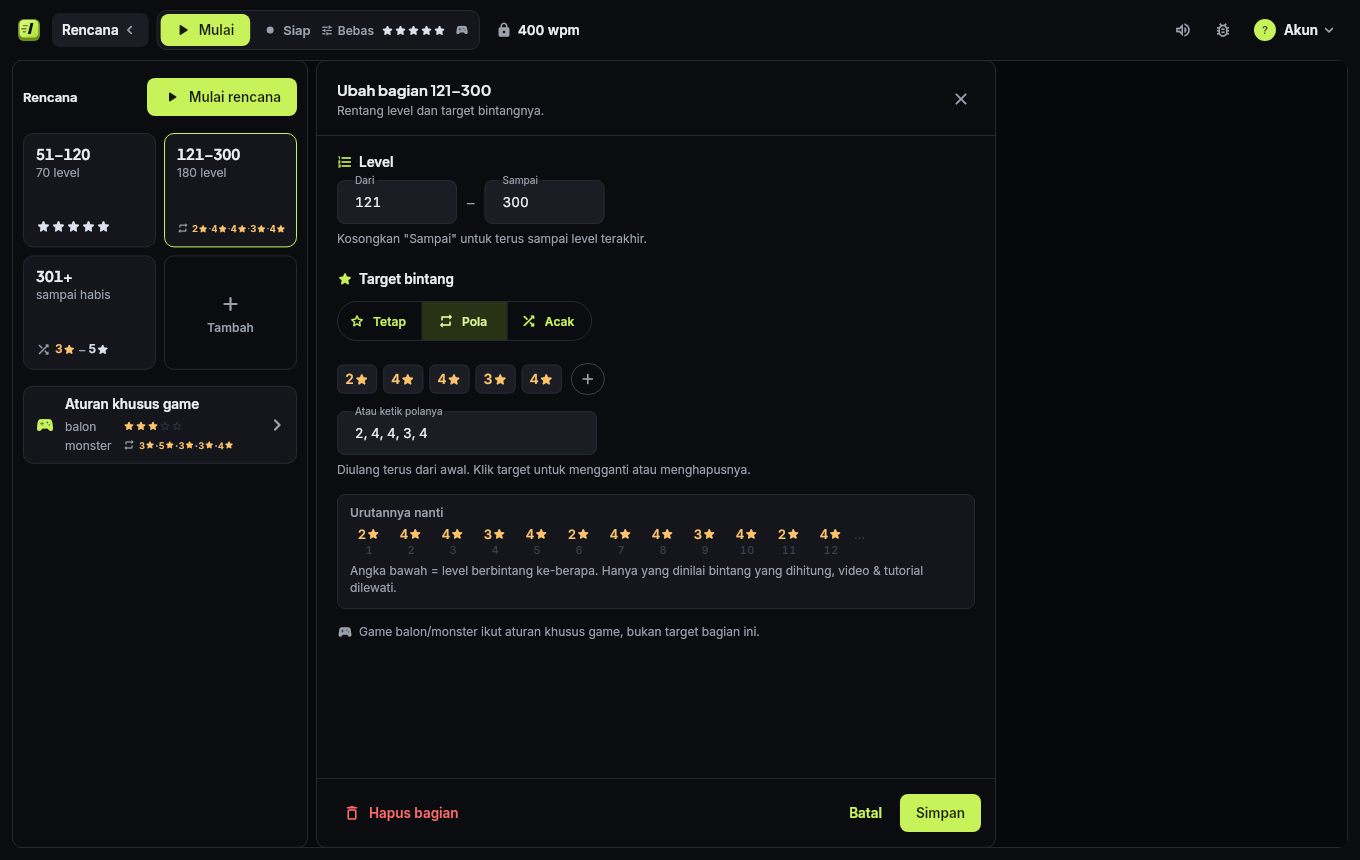 Rencana
Mulai
Siap
Bebas
400 wpm
?
Akun
Rencana
Mulai rencana
51–120
70 level
121–300
180 level
2★·4★·4★·3★·4★
301+
sampai habis
3★ – 5★
Tambah
Aturan khusus game
balon
monster 3★·5★·3★·3★·4★
Ubah bagian 121–300
Rentang level dan target bintangnya.
Level
Dari
121
–
Sampai
300
Kosongkan "Sampai" untuk terus sampai level terakhir.
Target bintang
Tetap
Pola
Acak
2★ 4★ 4★ 3★ 4★
Atau ketik polanya
2, 4, 4, 3, 4
Diulang terus dari awal. Klik target untuk mengganti atau menghapusnya.
Urutannya nanti
2★ 4★ 4★ 3★ 4★ 2★ 4★ 4★ 3★ 4★ 2★ 4★ ...
1 2 3 4 5 6 7 8 9 10 11 12
Angka bawah = level berbintang ke-berapa. Hanya yang dinilai bintang yang dihitung, video & tutorial
dilewati.
Game balon/monster ikut aturan khusus game, bukan target bagian ini.
Hapus bagian
Batal
Simpan